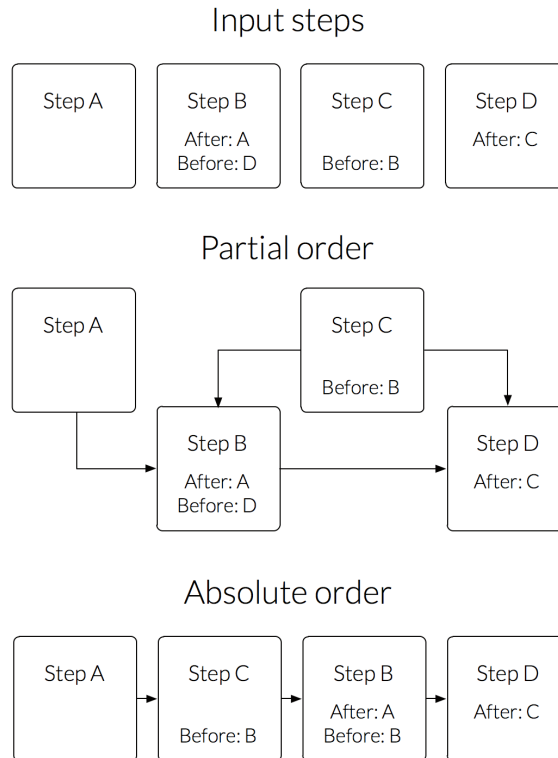 Input steps
Step A
Step B
After: A
Before: D
Step C
Before: B
Step D
After: C
Partial order
Step A
Step C
Before: B
Step B
After: A
Before: D
Step D
After: C
Absolute order
Step A
Step C
Before: B
Step B
After: A
Before: B
Step D
After: C